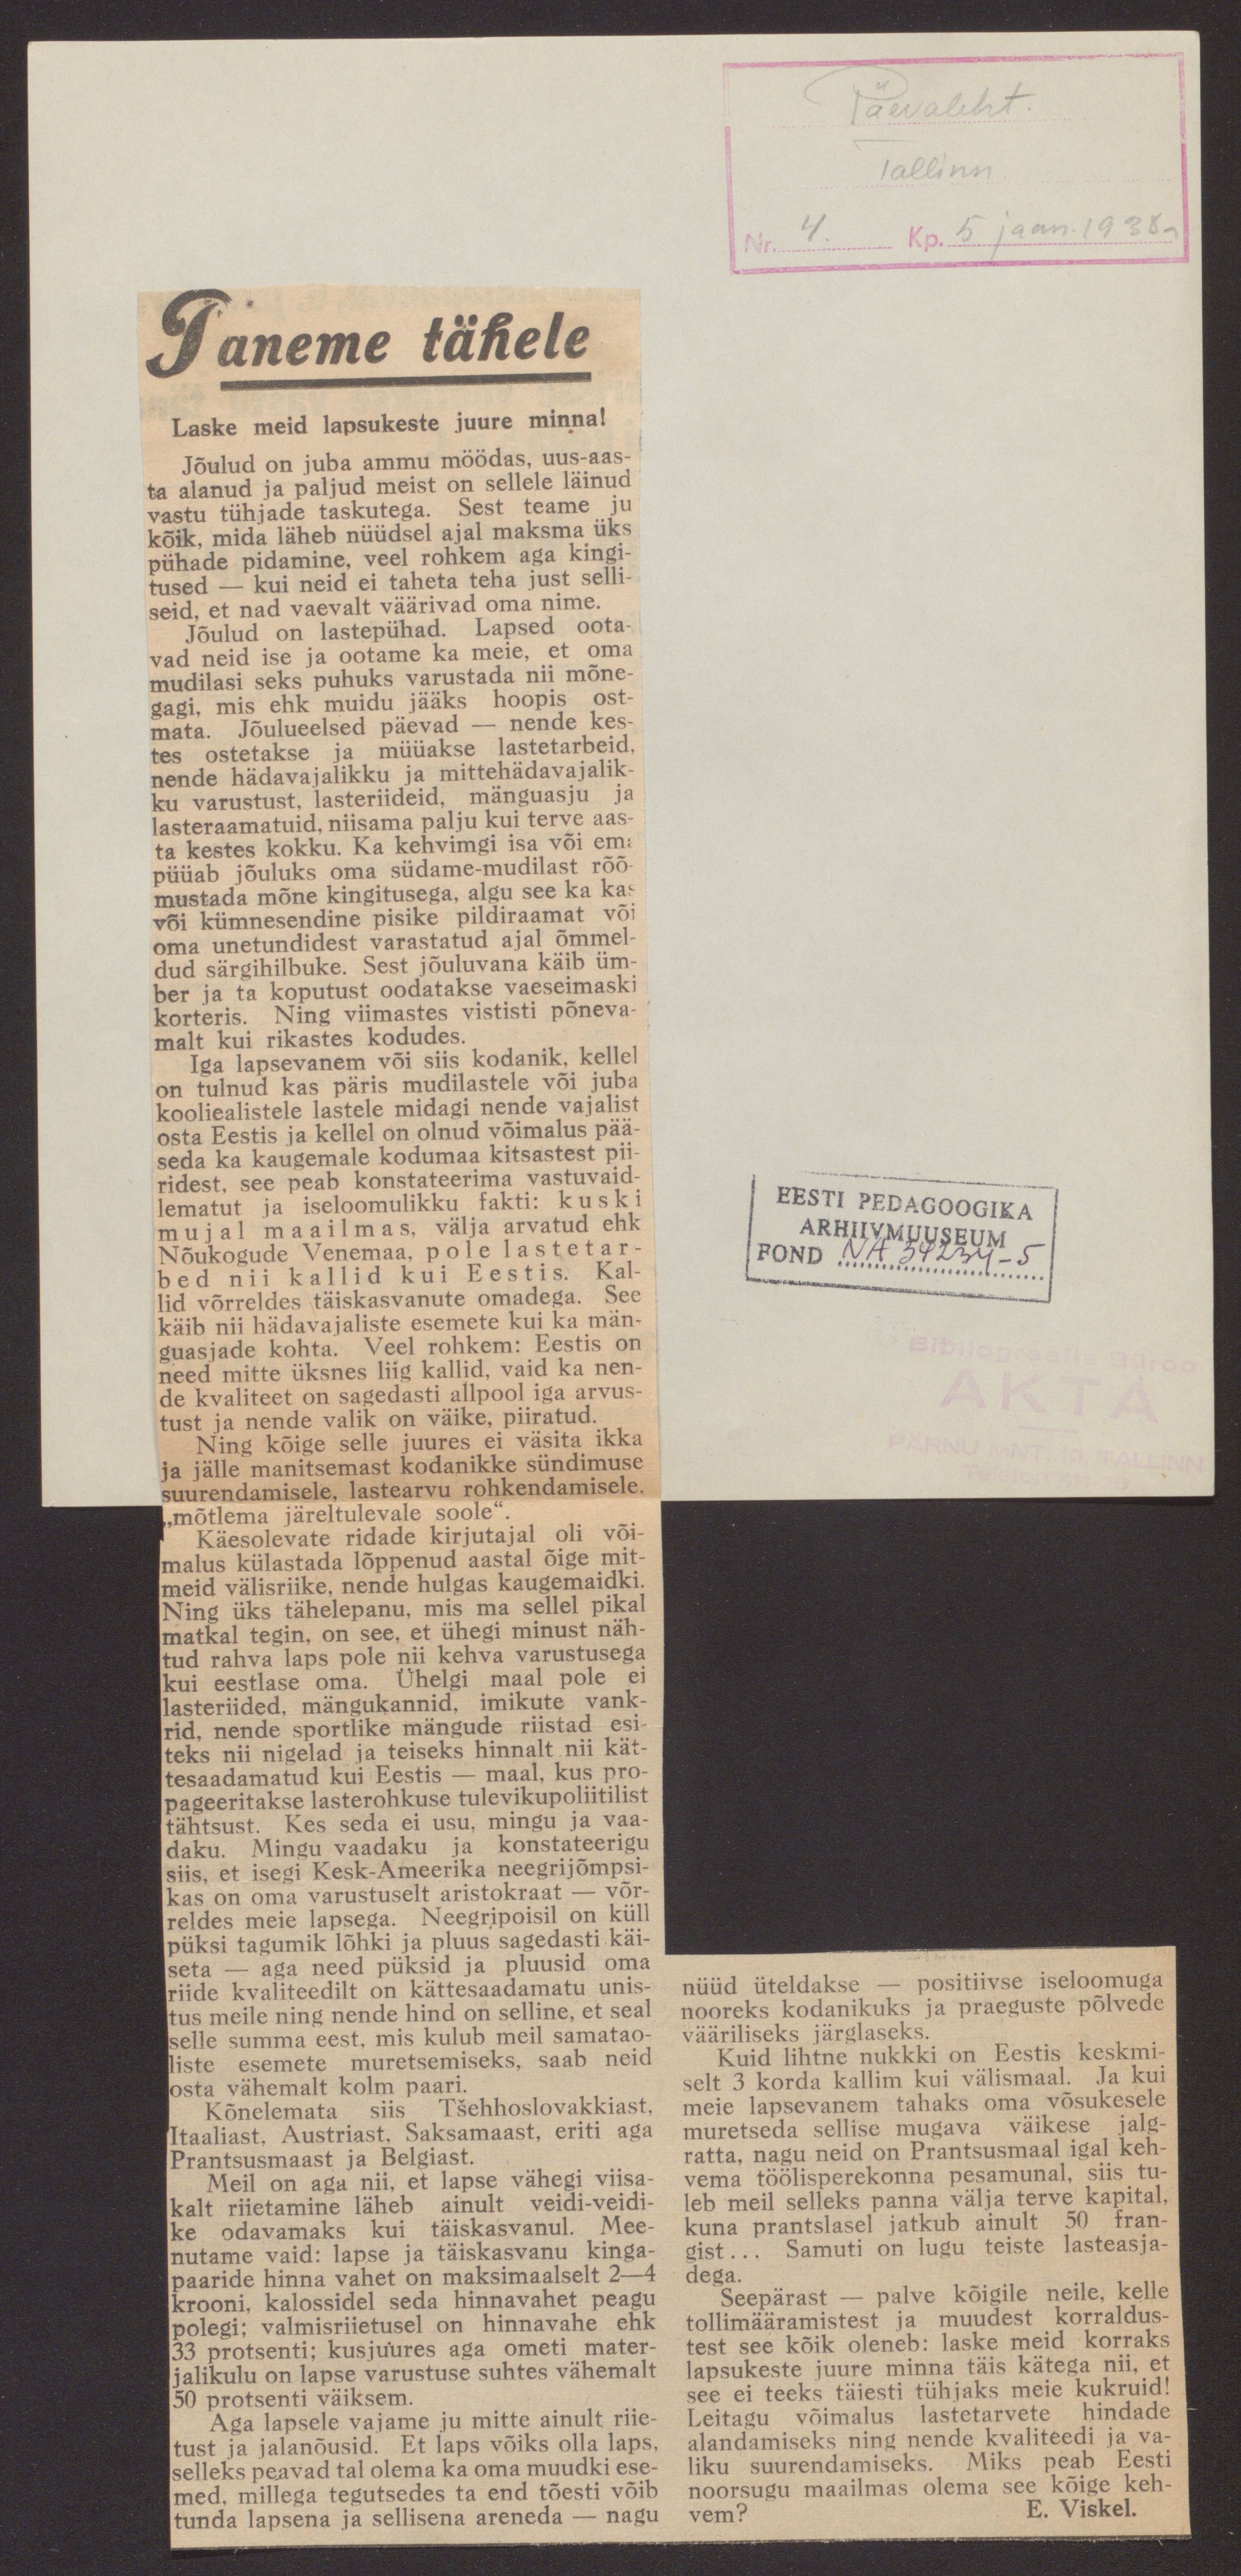 Päevaleht.
Tallinn
Nr. 4. Kp. 5 jaan. 1938
Paneme tähele
Laske meid lapsukeste juure minna!
Jõulud on juba ammu möödas, uus-aas-
ta alanud ja paljud meist on sellele läinud
vastu tühjade taskutega. Sest teame ju
kõik, mida läheb nüüdsel ajal maksma üks
pühade pidamine, veel rohkem aga kingi-
tused — kui neid ei taheta teha just selli-
seid, et nad vaevalt väärivad oma nime.
Jõulud on lastepühad. Lapsed oota-
vad neid ise ja ootame ka meie, et oma
mudilasi seks puhuks varustada nii mõne-
gagi, mis ehk muidu jääks hoopis ost-
mata. Jõulueelsed päevad — nende kes-
tes ostetakse ja müüakse lastetarbeid,
nende hädavajalikku ja mittehädavajalik-
ku varustust, lasteriideid, mänguasju ja
lasteraamatuid, niisama palju kui terve aas-
ta kestes kokku. Ka kehvimgi isa või ema
püüab jõuluks oma südame-mudilast rõõ-
mustada mõne kingitusega, algu see ka kas
või kümnesendine pisike pildiraamat või
oma unetundidest varastatud ajal õmmel-
dud särgihilbuke. Sest jõuluvana käib üm-
ber ja ta koputust oodatakse vaeseimaski
korteris. Ning viimastes vististi põneva-
malt kui rikastes kodudes.
Iga lapsevanem või siis kodanik, kellel
on tulnud kas päris mudilastele või juba
kooliealistele lastele midagi nende vajalist
osta Eestis ja kellel on olnud võimalus pää-
seda ka kaugemale kodumaa kitsastest pii-
ridest, see peab konstateerima vastuvaid-
lematut ja iseloomulikku fakti: kuski
mujal maailmas, välja arvatud ehk
Nõukogude Venemaa, pole lastetar-
bed nii kallid kui Eestis. Kal-
lid võrreldes täiskasvanute omadega. See
käib nii hädavajaliste esemete kui ka män-
guasjade kohta. Veel rohkem: Eestis on
need mitte üksnes liig kallid, vaid ka nen-
de kvaliteet on sagedasti allpool iga arvus-
tust ja nende valik on väike, piiratud.
Ning kõige selle juures ei väsita ikka
ja jälle manitsemast kodanikke sündimuse
suurendamisele, lastearvu rohkendamisele,
„mõtlema järeltulevale soole“.
Käesolevate ridade kirjutajal oli või-
malus külastada lõppenud aastal õige mit-
meid välisriike, nende hulgas kaugemaidki.
Ning üks tähelepanu, mis ma sellel pikal
matkal tegin, on see, et ühegi minust näh-
tud rahva laps pole nii kehva varustusega
kui eestlase oma. Ühelgi maal pole ei
lasteriided, mängukannid, imikute vank-
rid, nende sportlike mängude riistad esi-
teks nii nigelad ja teiseks hinnalt nii kät-
tesaadamatud kui Eestis — maal, kus pro-
pageeritakse lasterohkuse tulevikupoliitilist
tähtsust. Kes seda ei usu, mingu ja vaa-
daku. Mingu vaadaku ja konstateerigu
siis, et isegi Kesk-Ameerika neegrijõmpsi-
kas on oma varustuselt aristokraat — võr-
reldes meie lapsega. Neegripoisil on küll
püksi tagumik lõhki ja pluus sagedasti käi-
seta — aga need püksid ja pluusid oma
riide kvaliteedilt on kättesaadamatu unis-
tus meile ning nende hind on selline, et seal
selle summa eest, mis kulub meil samatao-
liste esemete muretsemiseks, saab neid
osta vähemalt kolm paari.
Kõnelemata siis Tšehhoslovakkiast,
Itaaliast, Austriast, Saksamaast, eriti aga
Prantsusmaast ja Belgiast.
Meil on aga nii, et lapse vähegi viisa-
kalt riietamine läheb ainult veidi-veidi-
ke odavamaks kui täiskasvanul. Mee-
nutame vaid: lapse ja täiskasvanu kinga-
paaride hinna vahet on maksimaalselt 2—4
krooni, kalossidel seda hinnavahet peagu
polegi; valmisriietusel on hinnavahe ehk
33 protsenti; kusjuures aga ometi mater-
jalikulu on lapse varustuse suhtes vähemalt
50 protsenti väiksem.
Aga lapsele vajame ju mitte ainult riie-
tust ja jalanõusid. Et laps võiks olla laps,
selleks peavad tal olema ka oma muudki ese-
med, millega tegutsedes ta end tõesti võib
tunda lapsena ja sellisena areneda — nagu
nüüd üteldakse — positiivse iseloomuga
nooreks kodanikuks ja praeguste põlvede
vääriliseks järglaseks.
Kuid lihtne nukkki on Eestis keskmi-
selt 3 korda kallim kui välismaal. Ja kui
meie lapsevanem tahaks oma võsukesele
muretseda sellise mugava väikese jalg-
ratta, nagu neid on Prantsusmaal igal keh-
vema töölisperekonna pesamunal, siis tu-
leb meil selleks panna välja terve kapital,
kuna prantslasel jatkub ainult 50 fran-
gist... Samuti on lugu teiste lasteasja-
dega.
Seepärast — palve kõigile neile, kelle
tollimääramistest ja muudest korraldus-
test see kõik oleneb: laske meid korraks
lapsukeste juure minna täis kätega nii, et
see ei teeks täiesti tühjaks meie kukruid!
Leitagu võimalus lastetarvete hindade
alandamiseks ning nende kvaliteedi ja va-
liku suurendamiseks. Miks peab Eesti
noorsugu maailmas olema see kõige keh-
vem? E. Viskel.
EESTI PEDAGOOGIKA
ARHIIVMUUSEUM
FOND NA 34234-5
Bibliograafil. Büroo
AKTA
PÄRNU MNT. 10, TALLINN